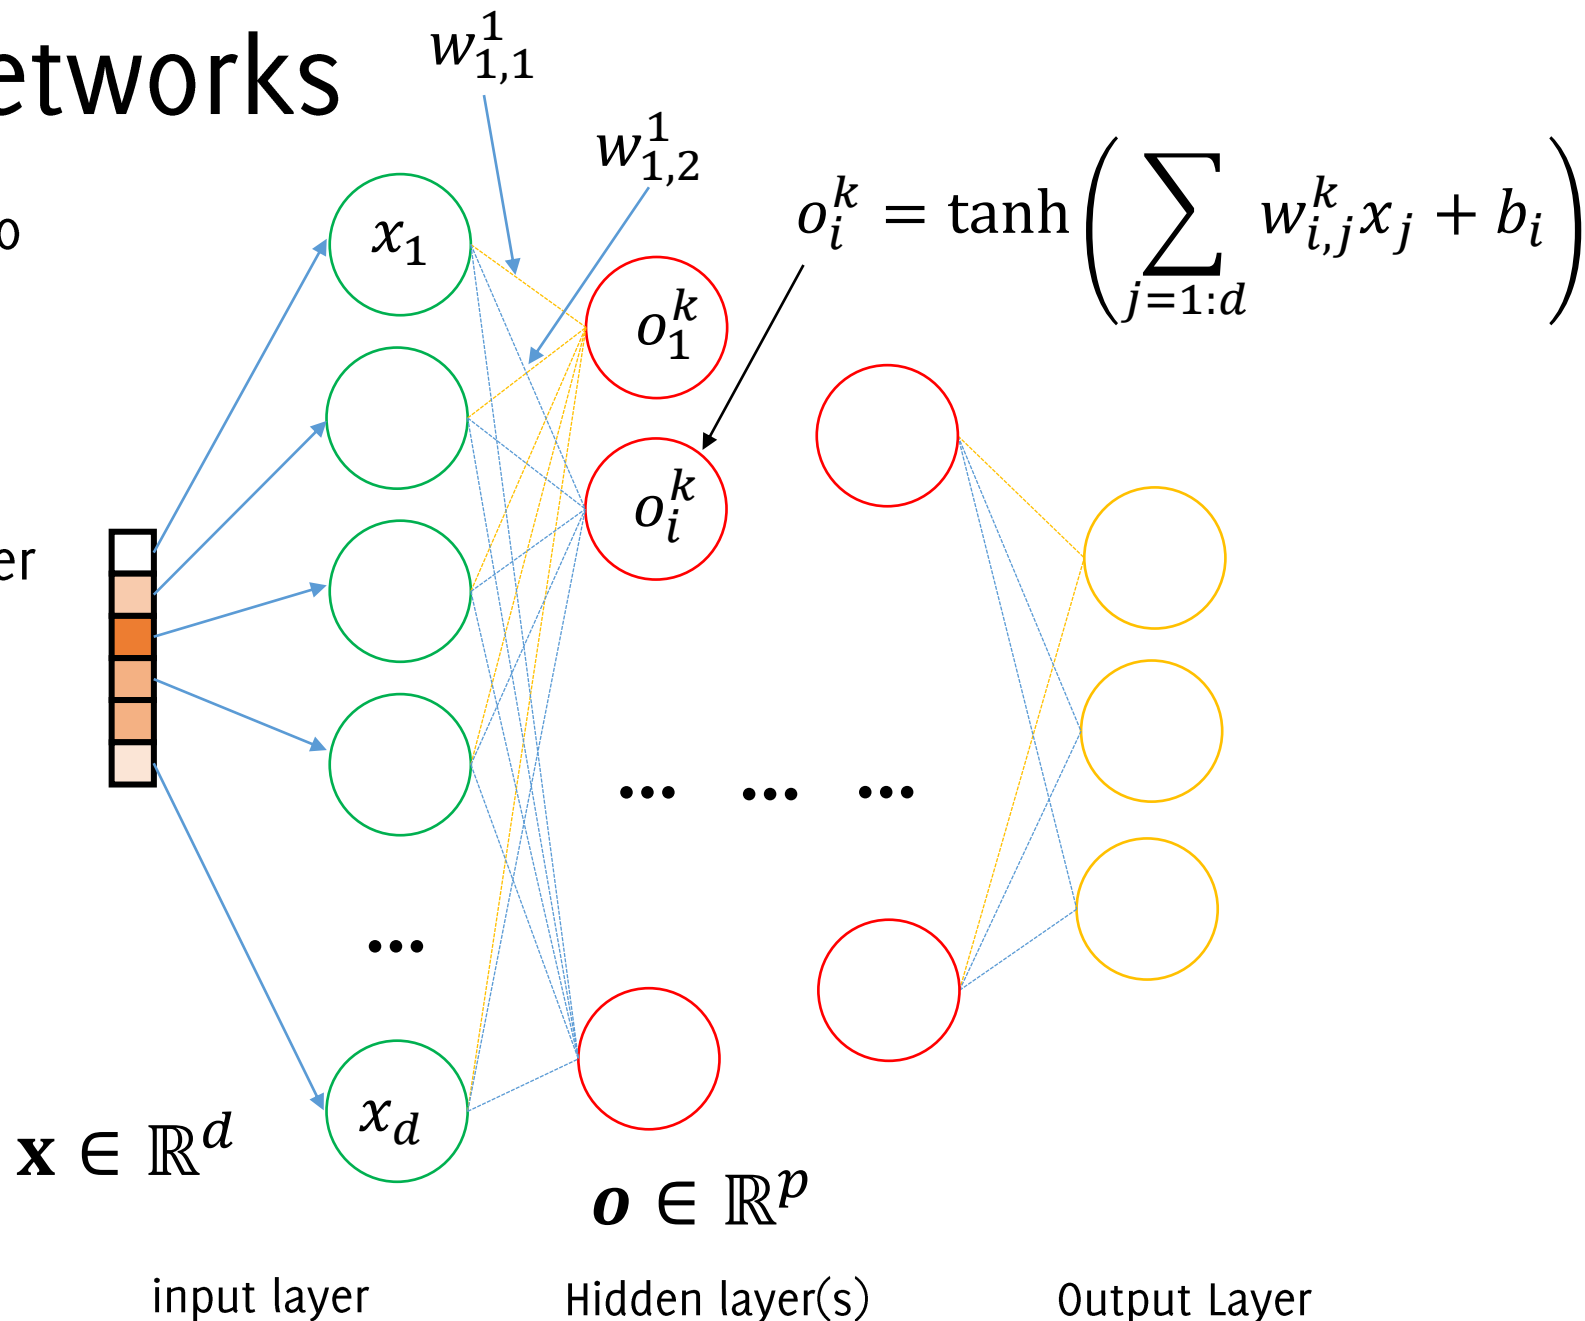 etworks
w^1_{1,1}
w^1_{1,2}
o
o^k_i = tanh(∑_{j=1:d} w^k_{i,j} x_j + b_i)
x_1
o^k_1
o^k_i
er
...
... ... ...
x_d
x ∈ ℝ^d
o ∈ ℝ^p
input layer
Hidden layer(s)
Output Layer